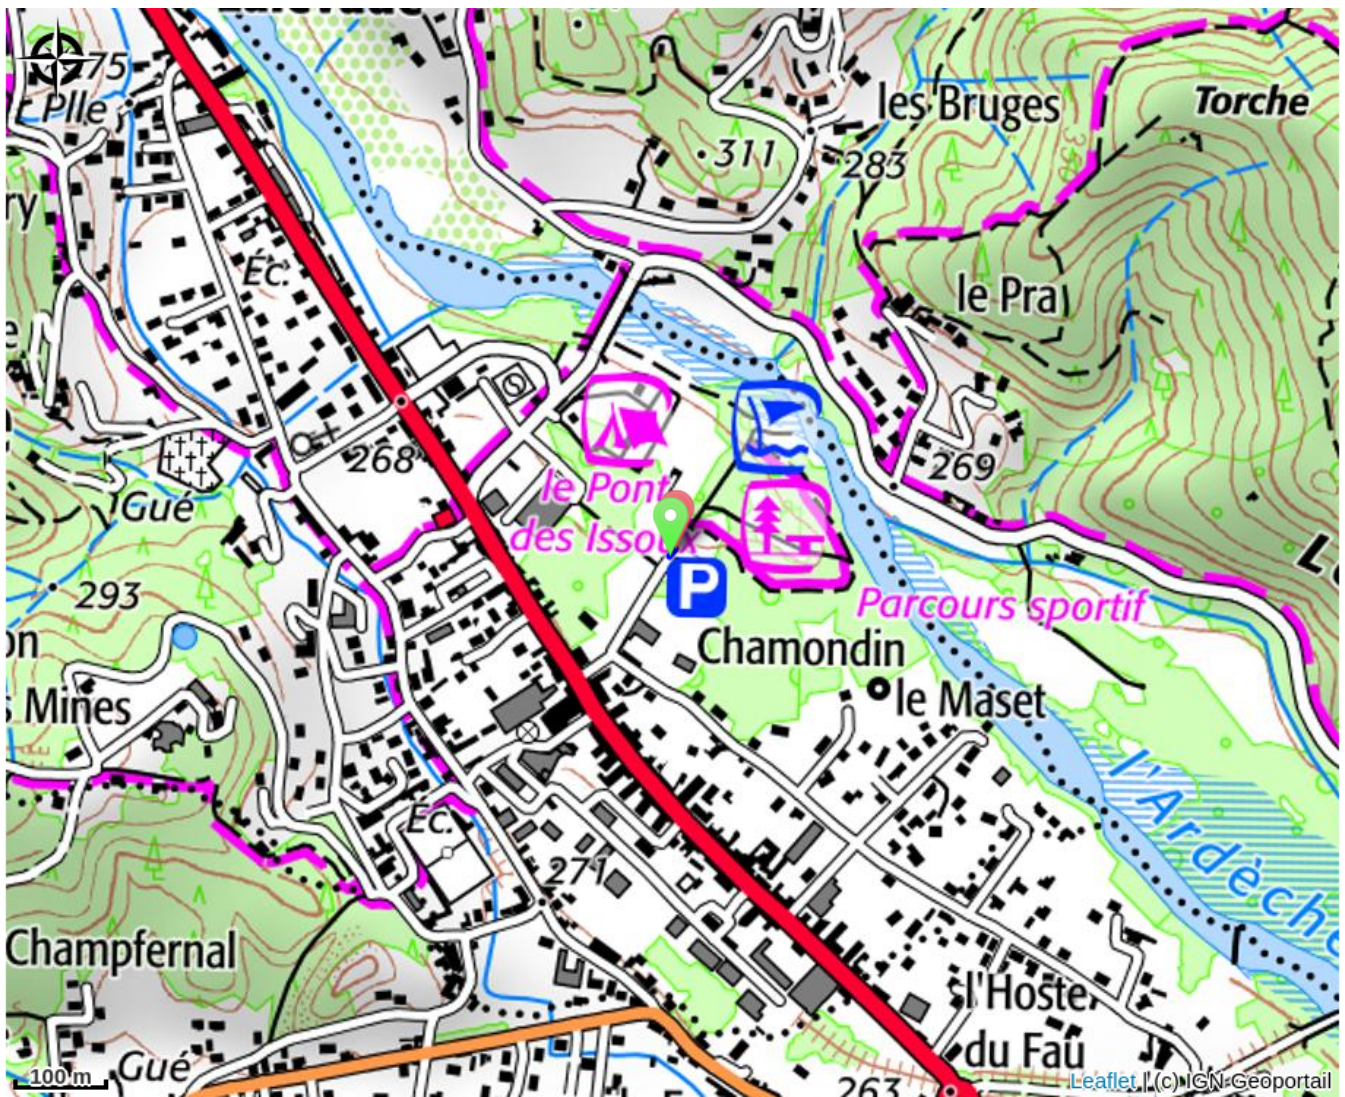 275
Plle
les Bruges
Torche
311
283
Éc.
le Pra
268
269
le Pont
des Issoux
Gué
293
P
Parcours sportif
Chamondin
le Maset
Mines
l'Ardèche
Éc.
271
Champfernal
l'Hoste
du Fau
Gué
263
100 m
Leaflet | (c) IGN-Geoportail